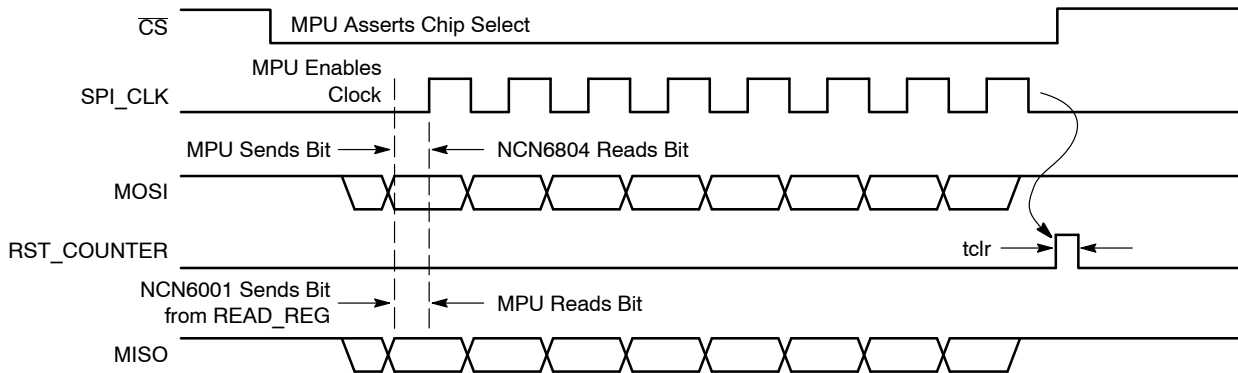 CS
MPU Asserts Chip Select
MPU Enables
Clock
SPI_CLK
MPU Sends Bit
NCN6804 Reads Bit
MOSI
RST_COUNTER
tclr
NCN6001 Sends Bit
from READ_REG
MPU Reads Bit
MISO